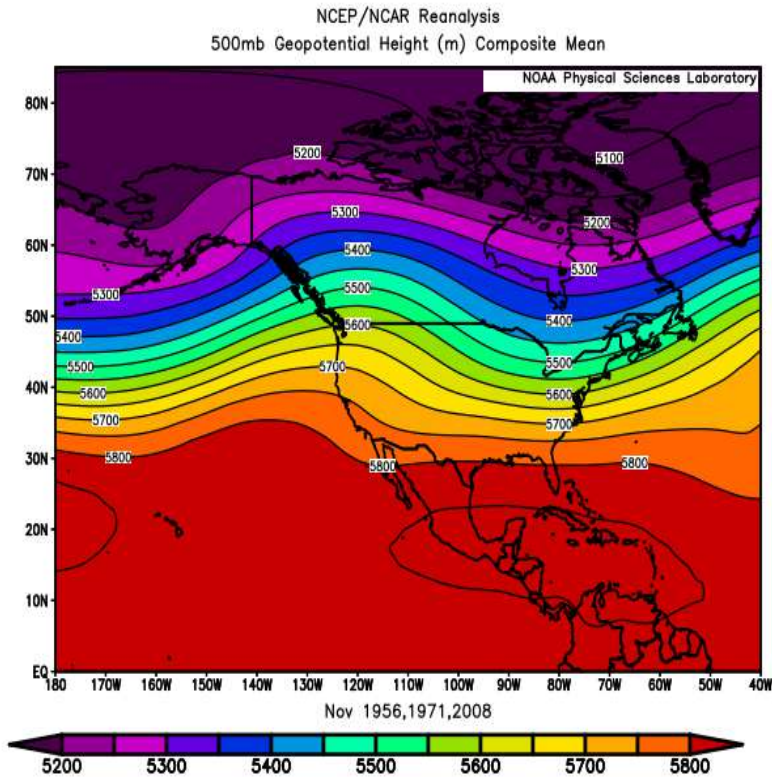 NCEP/NCAR Reanalysis
500mb Geopotential Height (m) Composite Mean
NOAA Physical Sciences Laboratory
80N
5200
5100
70N
5300
5200
60N
5400
5300
5300
5500
50N
5600
5400
5400
5500
5700
5500
40N
5600
5600
5700
5700
30N
5800
5800
5800
20N
10N
EQ
180 170W 160W 150W 140W 130W 120W 110W 100W 90W 80W 70W 60W 50W 40W
Nov 1956,1971,2008
5200 5300 5400 5500 5600 5700 5800